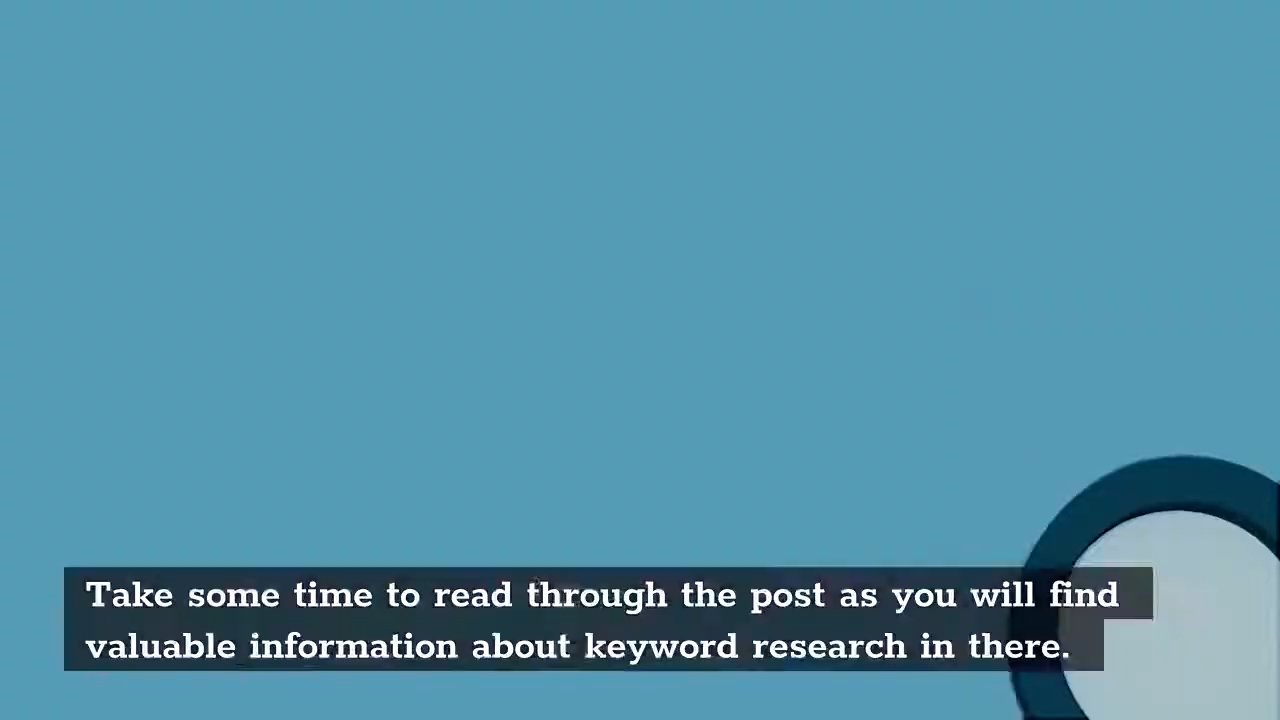 Take some time to read through the post as you will find
valuable information about keyword research in there.